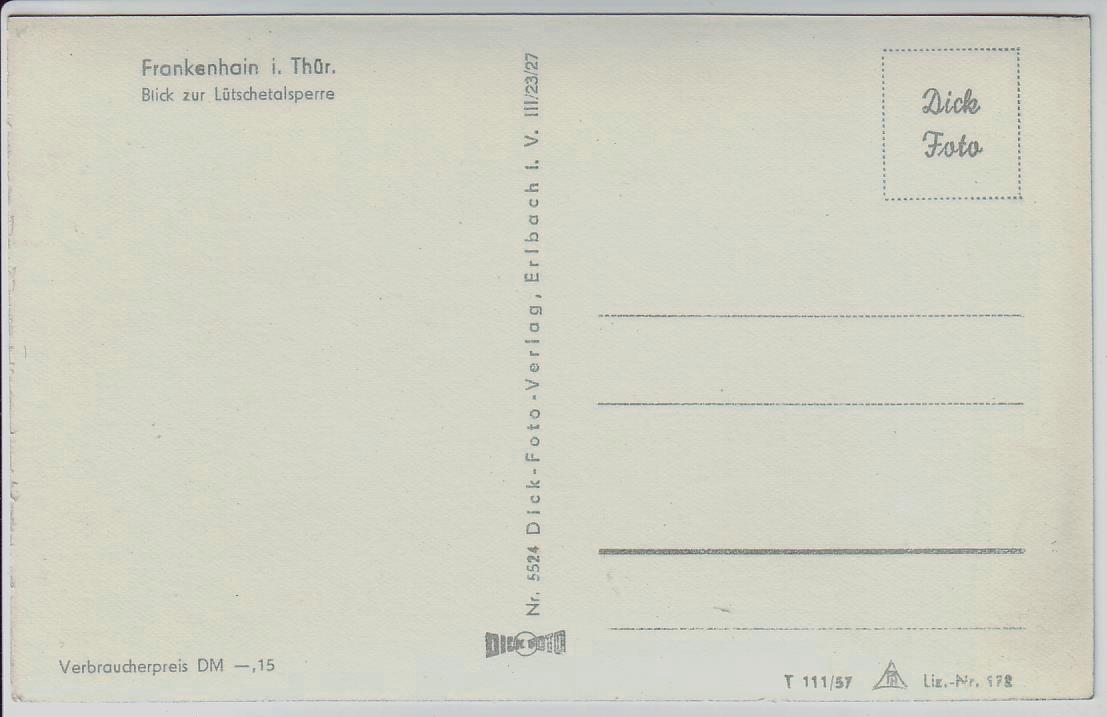 Frankenhain i. Thür.
Blick zur Lütschetalsperre
Nr. 5524 Dick-Foto-Verlag, Erlbach i. V. III/23/27
Dick
Foto
DICK FOTO
Verbraucherpreis DM —,15
T 111/57
Liz.-Nr. 178